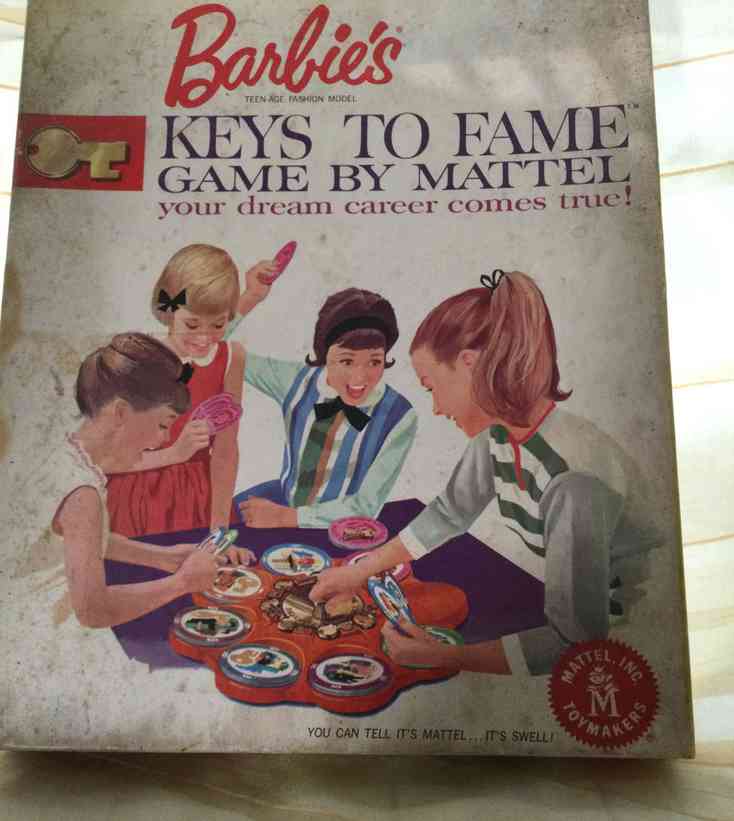 Barbie's®
TEEN-AGE FASHION MODEL
KEYS TO FAME™
GAME BY MATTEL
your dream career comes true!
MATTEL, INC.
M
TOYMAKERS
YOU CAN TELL IT'S MATTEL...IT'S SWELL!